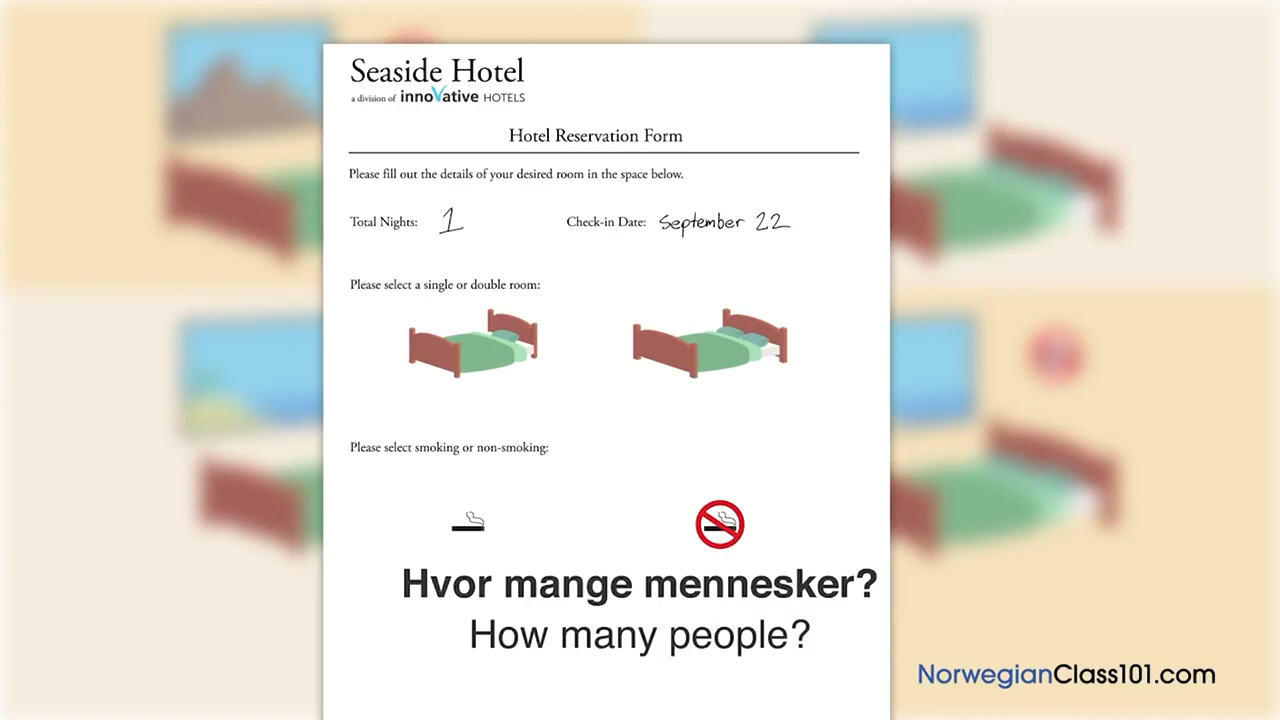 Seaside Hotel
a division of innovative HOTELS
Hotel Reservation Form
Please fill out the details of your desired room in the space below.
Total Nights: 1 Check-in Date: September 22
Please select a single or double room:
Please select smoking or non-smoking:
Hvor mange mennesker?
How many people?
NorwegianClass101.com